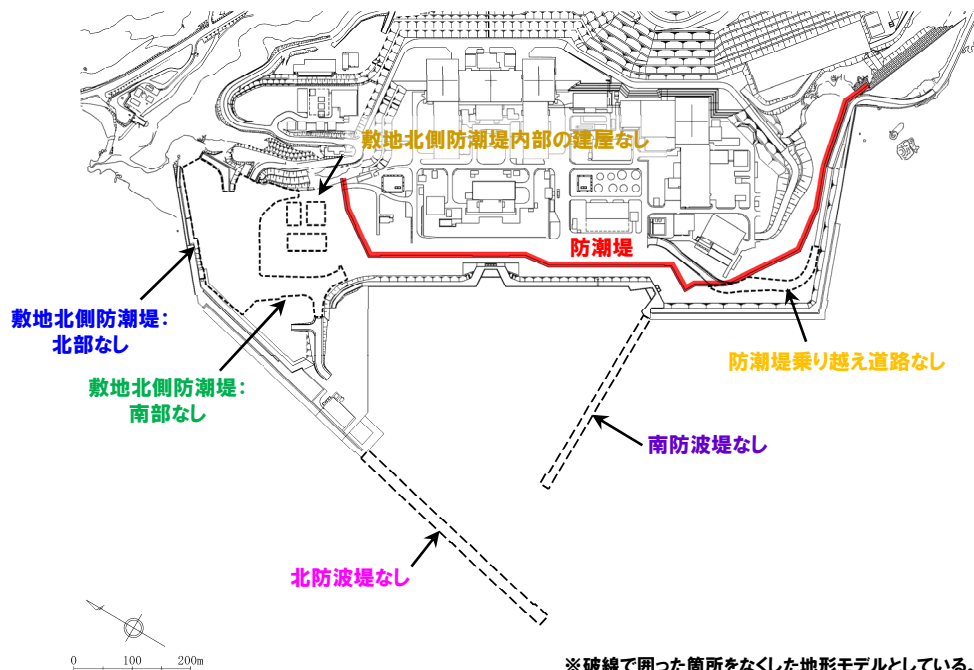 敷地北側防潮堤内部の建屋なし
防潮堤
敷地北側防潮堤：
北部なし
防潮堤乗り越え道路なし
敷地北側防潮堤：
南部なし
南防波堤なし
北防波堤なし
0 100 200m
※破線で囲った箇所をなくした地形モデルとしている。